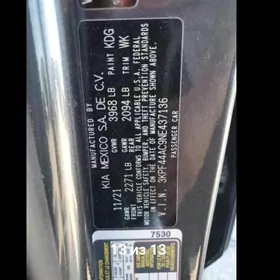 MANUFACTURED BY
KIA MEXICO S.A. DE C.V.
11/21 GVWR 3968 LB PAINT KDG
GAWR FRONT 2271 LB GAWR REAR 2094 LB TRIM WK
THIS VEHICLE CONFORMS TO ALL APPLICABLE U.S. FEDERAL
MOTOR VEHICLE SAFETY, BUMPER, AND THEFT PREVENTION STANDARDS
IN EFFECT ON THE DATE OF MANUFACTURE SHOWN ABOVE.
V.I.N. 3KPF44AC9NE437136
PASSENGER CAR
7530
13 из 13